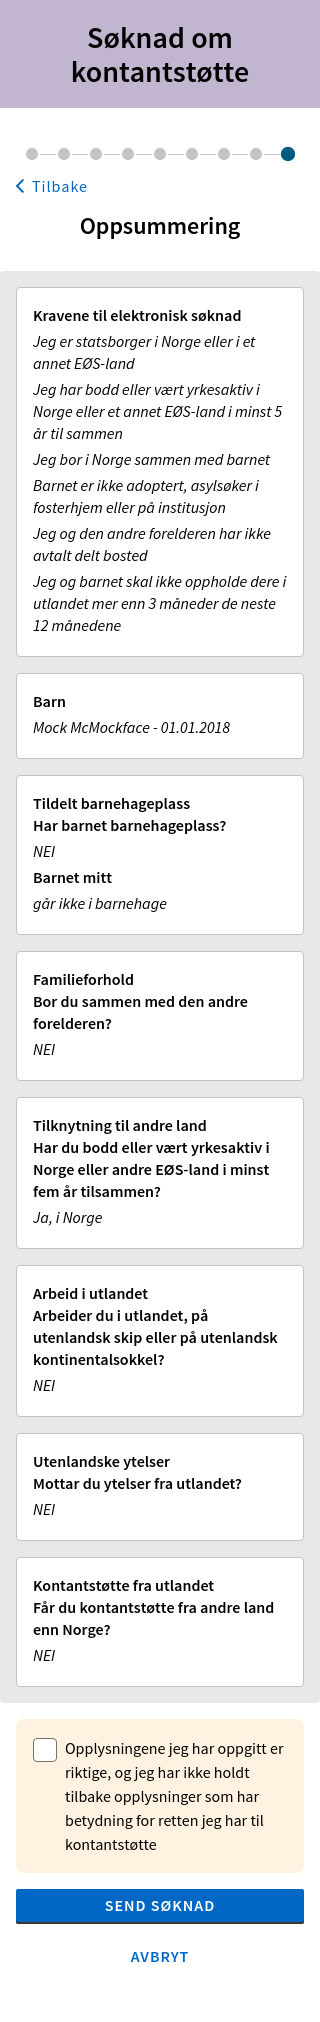 Søknad om
kontantstøtte
Tilbake
Oppsummering
Kravene til elektronisk søknad
Jeg er statsborger i Norge eller i et
annet EØS-land
Jeg har bodd eller vært yrkesaktiv i
Norge eller et annet EØS-land i minst 5
år til sammen
Jeg bor i Norge sammen med barnet
Barnet er ikke adoptert, asylsøker i
fosterhjem eller på institusjon
Jeg og den andre forelderen har ikke
avtalt delt bosted
Jeg og barnet skal ikke oppholde dere i
utlandet mer enn 3 måneder de neste
12 månedene
Barn
Mock McMockface - 01.01.2018
Tildelt barnehageplass
Har barnet barnehageplass?
NEI
Barnet mitt
går ikke i barnehage
Familieforhold
Bor du sammen med den andre
forelderen?
NEI
Tilknytning til andre land
Har du bodd eller vært yrkesaktiv i
Norge eller andre EØS-land i minst
fem år tilsammen?
Ja, i Norge
Arbeid i utlandet
Arbeider du i utlandet, på
utenlandsk skip eller på utenlandsk
kontinentalsokkel?
NEI
Utenlandske ytelser
Mottar du ytelser fra utlandet?
NEI
Kontantstøtte fra utlandet
Får du kontantstøtte fra andre land
enn Norge?
NEI
Opplysningene jeg har oppgitt er
riktige, og jeg har ikke holdt
tilbake opplysninger som har
betydning for retten jeg har til
kontantstøtte
SEND SØKNAD
AVBRYT